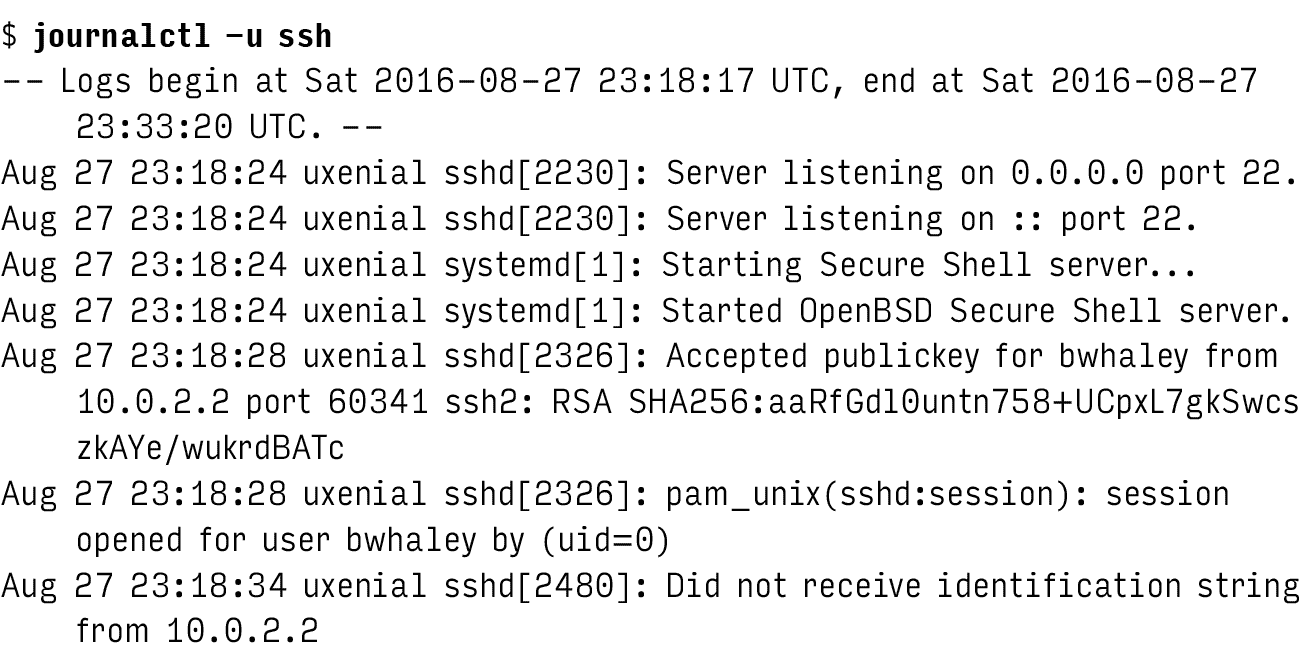 $ journalctl -u ssh
-- Logs begin at Sat 2016-08-27 23:18:17 UTC, end at Sat 2016-08-27
23:33:20 UTC. --
Aug 27 23:18:24 uxenial sshd[2230]: Server listening on 0.0.0.0 port 22.
Aug 27 23:18:24 uxenial sshd[2230]: Server listening on :: port 22.
Aug 27 23:18:24 uxenial systemd[1]: Starting Secure Shell server...
Aug 27 23:18:24 uxenial systemd[1]: Started OpenBSD Secure Shell server.
Aug 27 23:18:28 uxenial sshd[2326]: Accepted publickey for bwhaley from
10.0.2.2 port 60341 ssh2: RSA SHA256:aaRfGdl0untn758+UCpxL7gkSwcs
zkAYe/wukrdBATc
Aug 27 23:18:28 uxenial sshd[2326]: pam_unix(sshd:session): session
opened for user bwhaley by (uid=0)
Aug 27 23:18:34 uxenial sshd[2480]: Did not receive identification string
from 10.0.2.2